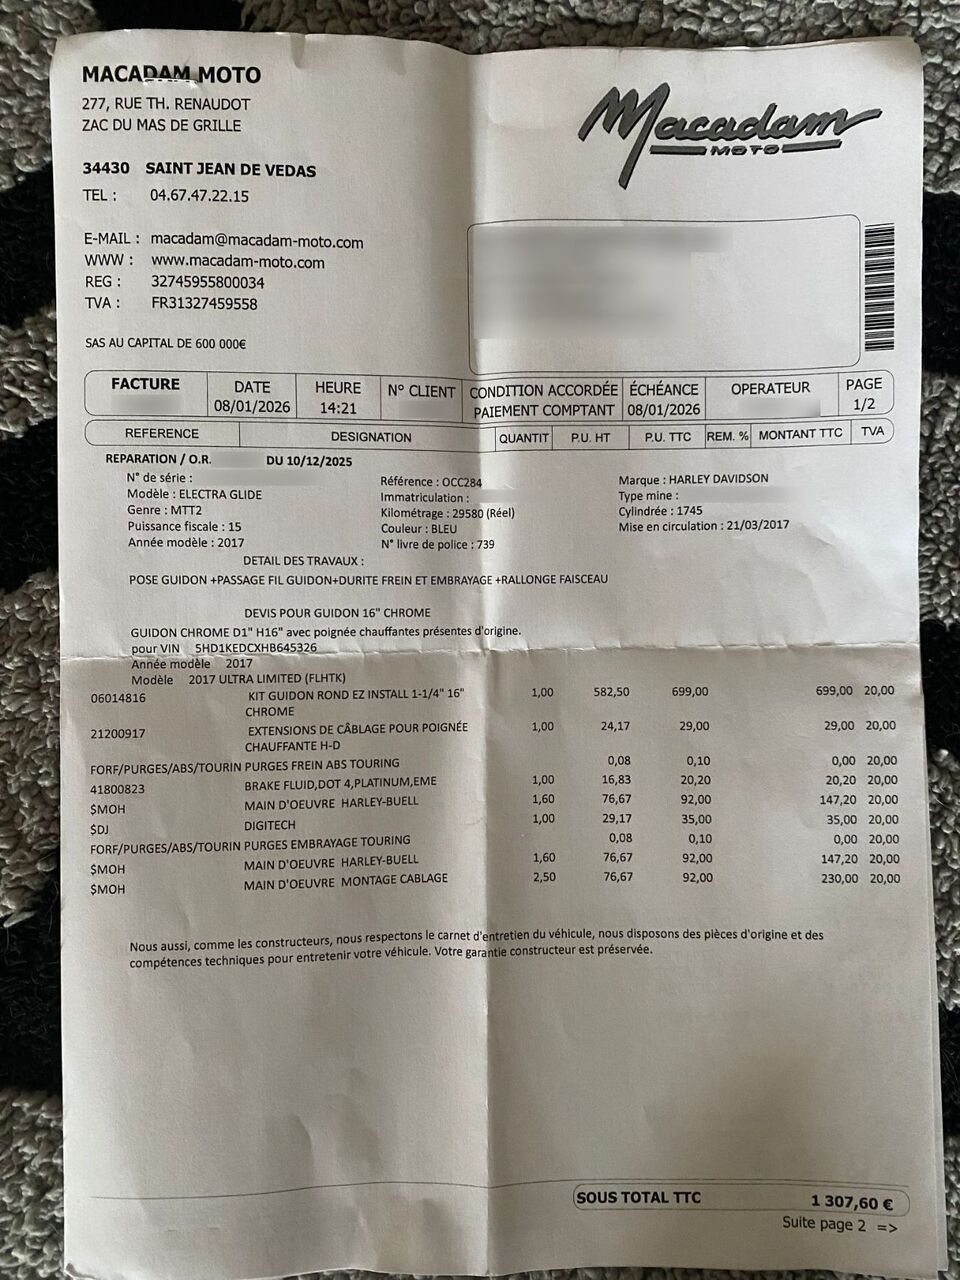 MACADAM MOTO
277, RUE TH. RENAUDOT
ZAC DU MAS DE GRILLE
34430 SAINT JEAN DE VEDAS
TEL : 04.67.47.22.15
E-MAIL : macadam@macadam-moto.com
WWW : www.macadam-moto.com
REG : 32745955800034
TVA : FR31327459558
SAS AU CAPITAL DE 600 000€
Macadam
MOTO
FACTURE DATE HEURE N° CLIENT CONDITION ACCORDÉE ÉCHÉANCE OPERATEUR PAGE
08/01/2026 14:21 PAIEMENT COMPTANT 08/01/2026 1/2
REFERENCE DESIGNATION QUANTIT P.U. HT P.U. TTC REM. % MONTANT TTC TVA
REPARATION / O.R. DU 10/12/2025
N° de série : Référence : OCC284 Marque : HARLEY DAVIDSON
Modèle : ELECTRA GLIDE Immatriculation : Type mine :
Genre : MTT2 Kilométrage : 29580 (Réel) Cylindrée : 1745
Puissance fiscale : 15 Couleur : BLEU Mise en circulation : 21/03/2017
Année modèle : 2017 N° livre de police : 739
DETAIL DES TRAVAUX :
POSE GUIDON +PASSAGE FIL GUIDON+DURITE FREIN ET EMBRAYAGE +RALLONGE FAISCEAU
DEVIS POUR GUIDON 16" CHROME
GUIDON CHROME D1" H16" avec poignée chauffantes présentes d'origine.
pour VIN 5HD1KEDCXHB645326
Année modèle 2017
Modèle 2017 ULTRA LIMITED (FLHTK)
06014816 KIT GUIDON ROND EZ INSTALL 1-1/4" 16" 1,00 582,50 699,00 699,00 20,00
CHROME
21200917 EXTENSIONS DE CÂBLAGE POUR POIGNÉE 1,00 24,17 29,00 29,00 20,00
CHAUFFANTE H-D
FORF/PURGES/ABS/TOURIN PURGES FREIN ABS TOURING 0,08 0,10 0,00 20,00
41800823 BRAKE FLUID,DOT 4,PLATINUM,EME 1,00 16,83 20,20 20,20 20,00
$MOH MAIN D'OEUVRE HARLEY-BUELL 1,60 76,67 92,00 147,20 20,00
$DJ DIGITECH 1,00 29,17 35,00 35,00 20,00
FORF/PURGES/ABS/TOURIN PURGES EMBRAYAGE TOURING 0,08 0,10 0,00 20,00
$MOH MAIN D'OEUVRE HARLEY-BUELL 1,60 76,67 92,00 147,20 20,00
$MOH MAIN D'OEUVRE MONTAGE CABLAGE 2,50 76,67 92,00 230,00 20,00
Nous aussi, comme les constructeurs, nous respectons le carnet d'entretien du véhicule, nous disposons des pièces d'origine et des
compétences techniques pour entretenir votre véhicule. Votre garantie constructeur est préservée.
SOUS TOTAL TTC 1 307,60 €
Suite page 2 =>